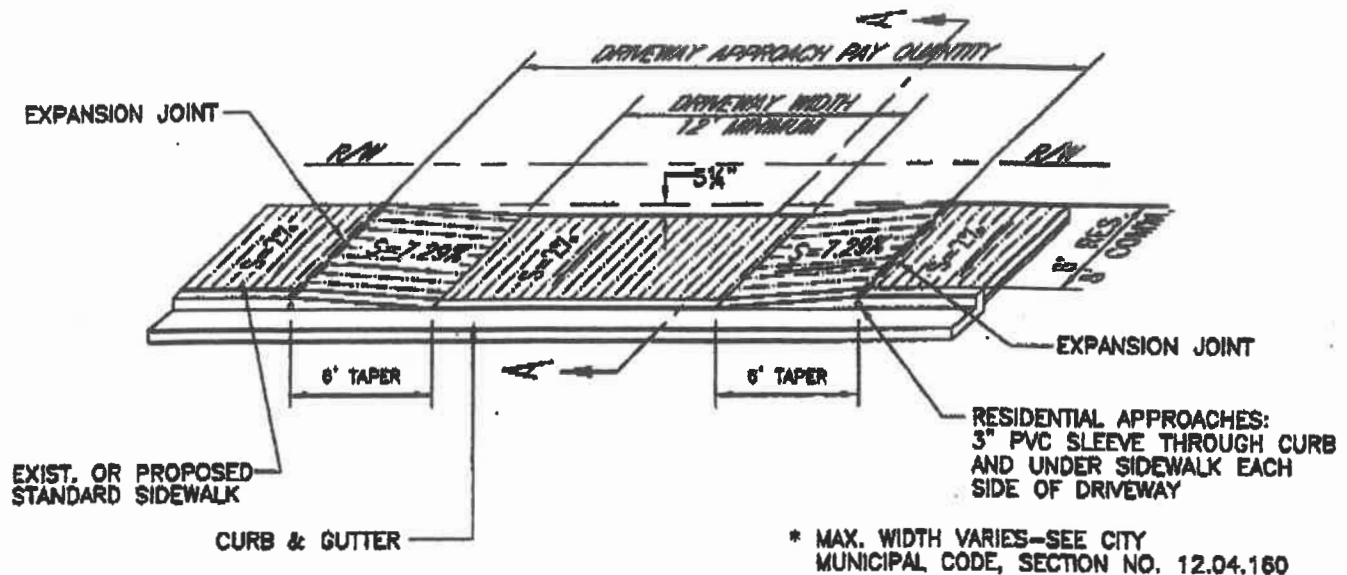 A
DRIVEWAY APPROACH PAY QUANTITY
EXPANSION JOINT
DRIVEWAY WIDTH
12' MINIMUM
R/W
R/W
5¼"
S=2%
S=7.29%
S=2%
S=7.29%
S=2%
RES.
8' COMM.
EXPANSION JOINT
A
6' TAPER
6' TAPER
RESIDENTIAL APPROACHES:
3" PVC SLEEVE THROUGH CURB
AND UNDER SIDEWALK EACH
SIDE OF DRIVEWAY
EXIST. OR PROPOSED
STANDARD SIDEWALK
CURB & GUTTER
* MAX. WIDTH VARIES-SEE CITY
MUNICIPAL CODE, SECTION NO. 12.04.160